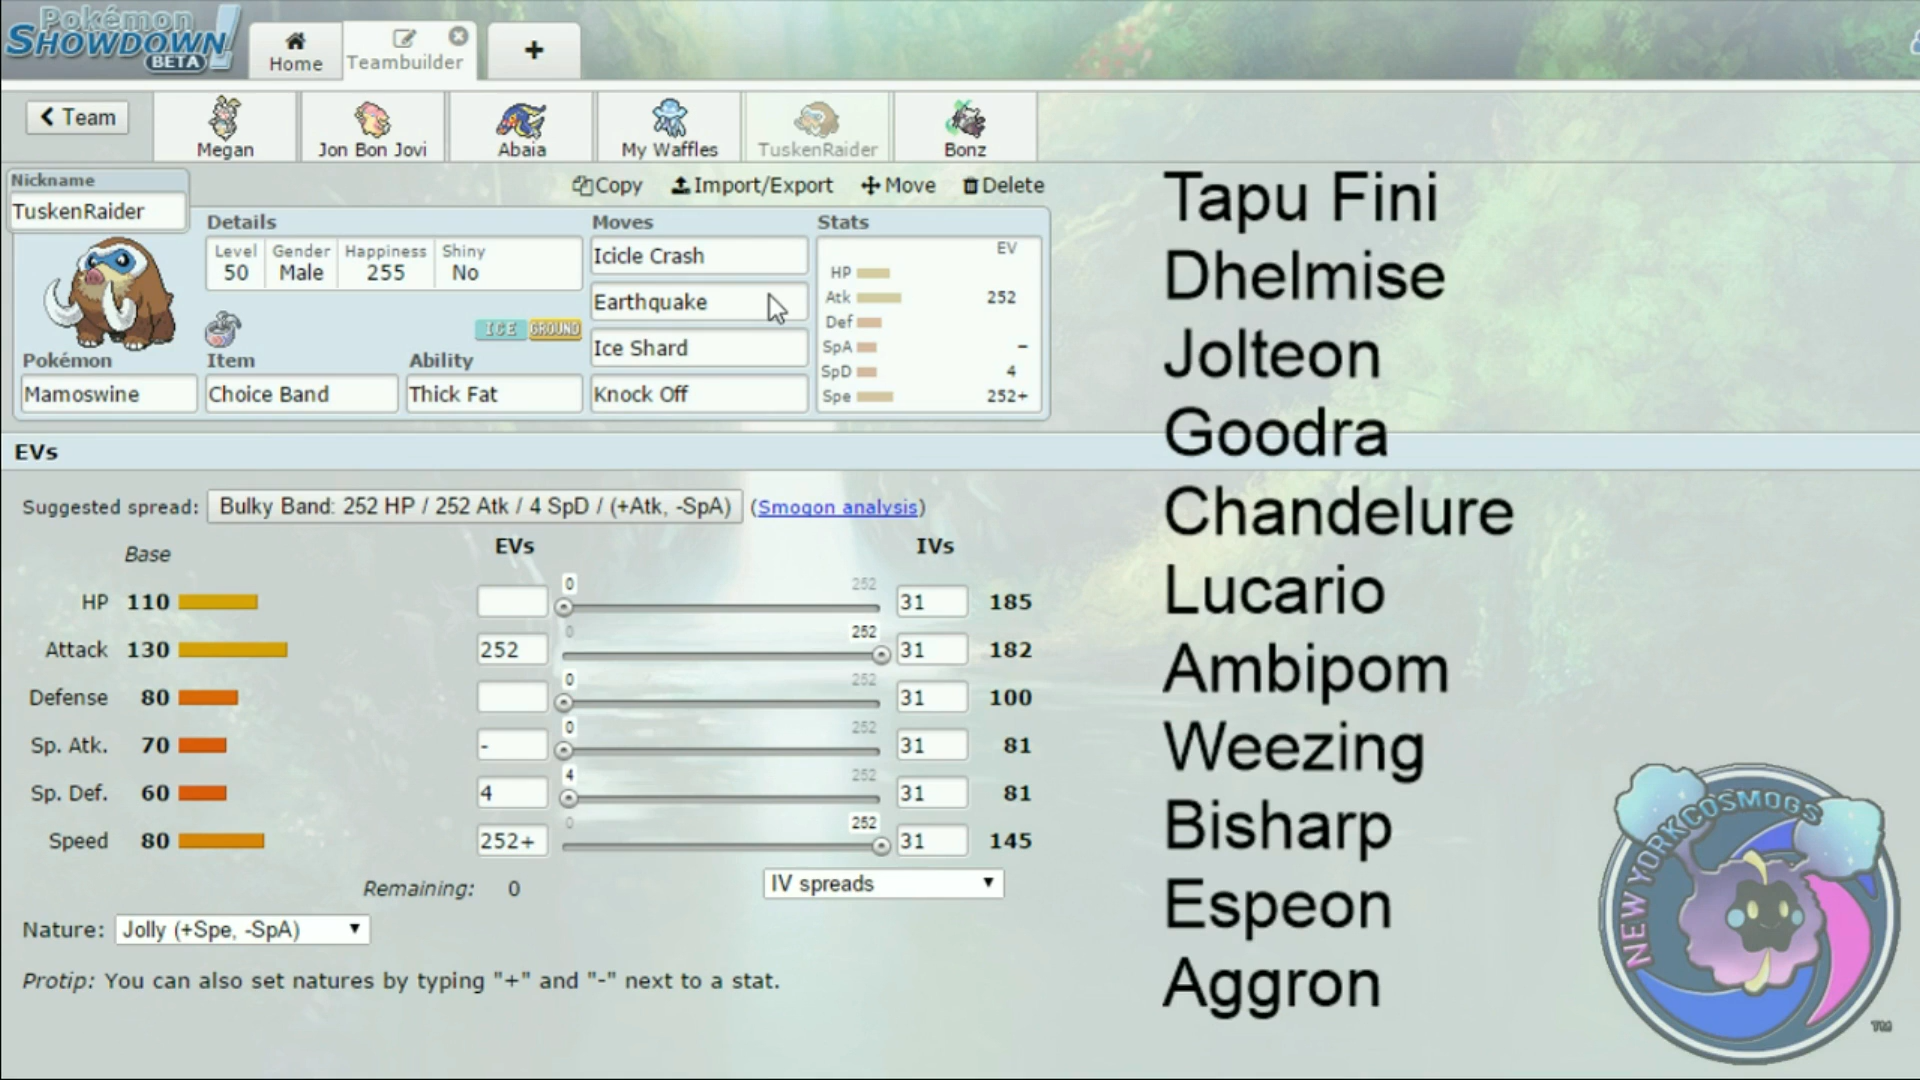 Pokémon
SHOWDOWN!
BETA
Home
Teambuilder
+
Team
Megan
Jon Bon Jovi
Abaia
My Waffles
TuskenRaider
Bonz
Nickname
TuskenRaider
Copy
Import/Export
Move
Delete
Details
Level
50
Gender
Male
Happiness
255
Shiny
No
ICE
GROUND
Pokémon
Mamoswine
Item
Choice Band
Ability
Thick Fat
Moves
Icicle Crash
Earthquake
Ice Shard
Knock Off
Stats
EV
HP
Atk 252
Def
SpA -
SpD 4
Spe 252+
EVs
Suggested spread: Bulky Band: 252 HP / 252 Atk / 4 SpD / (+Atk, -SpA) (Smogon analysis)
Base EVs IVs
0 252
HP 110 31 185
0 252
Attack 130 252 31 182
0 252
Defense 80 31 100
0 252
Sp. Atk. 70 - 31 81
4 252
Sp. Def. 60 4 31 81
0 252
Speed 80 252+ 31 145
Remaining: 0
IV spreads
Nature: Jolly (+Spe, -SpA)
Protip: You can also set natures by typing "+" and "-" next to a stat.
Tapu Fini
Dhelmise
Jolteon
Goodra
Chandelure
Lucario
Ambipom
Weezing
Bisharp
Espeon
Aggron
NEW YORK COSMOGS
TM